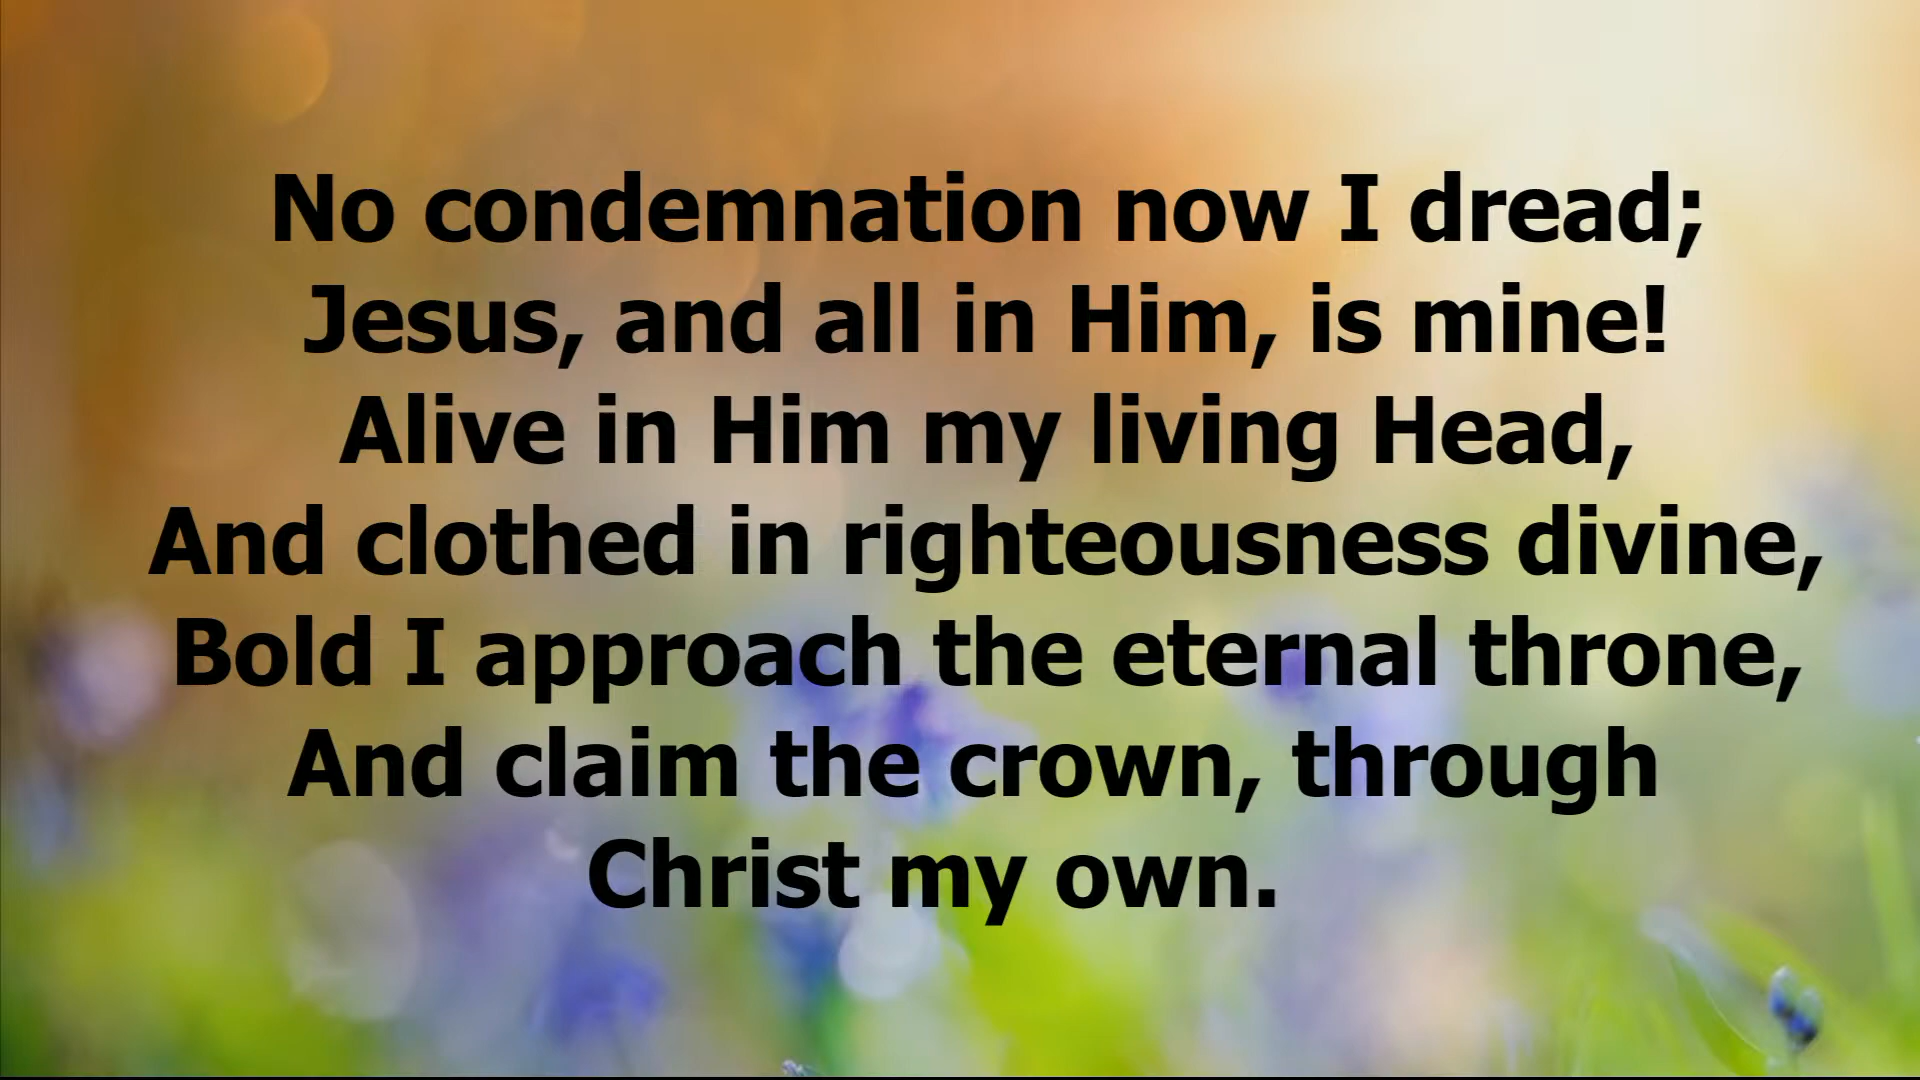 No condemnation now I dread;
Jesus, and all in Him, is mine!
Alive in Him my living Head,
And clothed in righteousness divine,
Bold I approach the eternal throne,
And claim the crown, through
Christ my own.